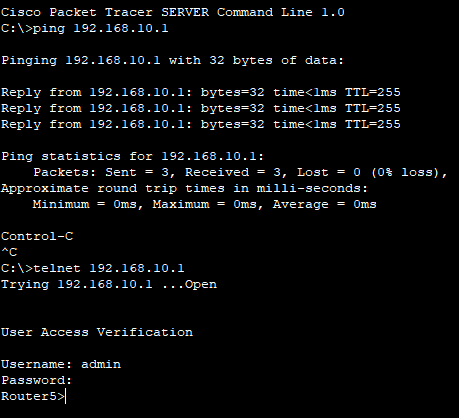 Cisco Packet Tracer SERVER Command Line 1.0
C:\>ping 192.168.10.1
Pinging 192.168.10.1 with 32 bytes of data:
Reply from 192.168.10.1: bytes=32 time<1ms TTL=255
Reply from 192.168.10.1: bytes=32 time<1ms TTL=255
Reply from 192.168.10.1: bytes=32 time<1ms TTL=255
Ping statistics for 192.168.10.1:
    Packets: Sent = 3, Received = 3, Lost = 0 (0% loss),
Approximate round trip times in milli-seconds:
    Minimum = 0ms, Maximum = 0ms, Average = 0ms
Control-C
^C
C:\>telnet 192.168.10.1
Trying 192.168.10.1 ...Open
User Access Verification
Username: admin
Password:
Router5>